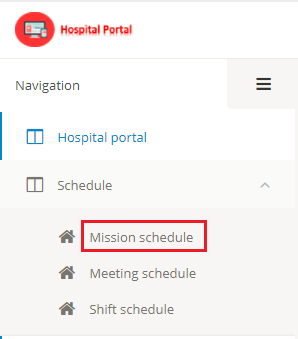 Hospital Portal
Navigation
Hospital portal
Schedule
Mission schedule
Meeting schedule
Shift schedule